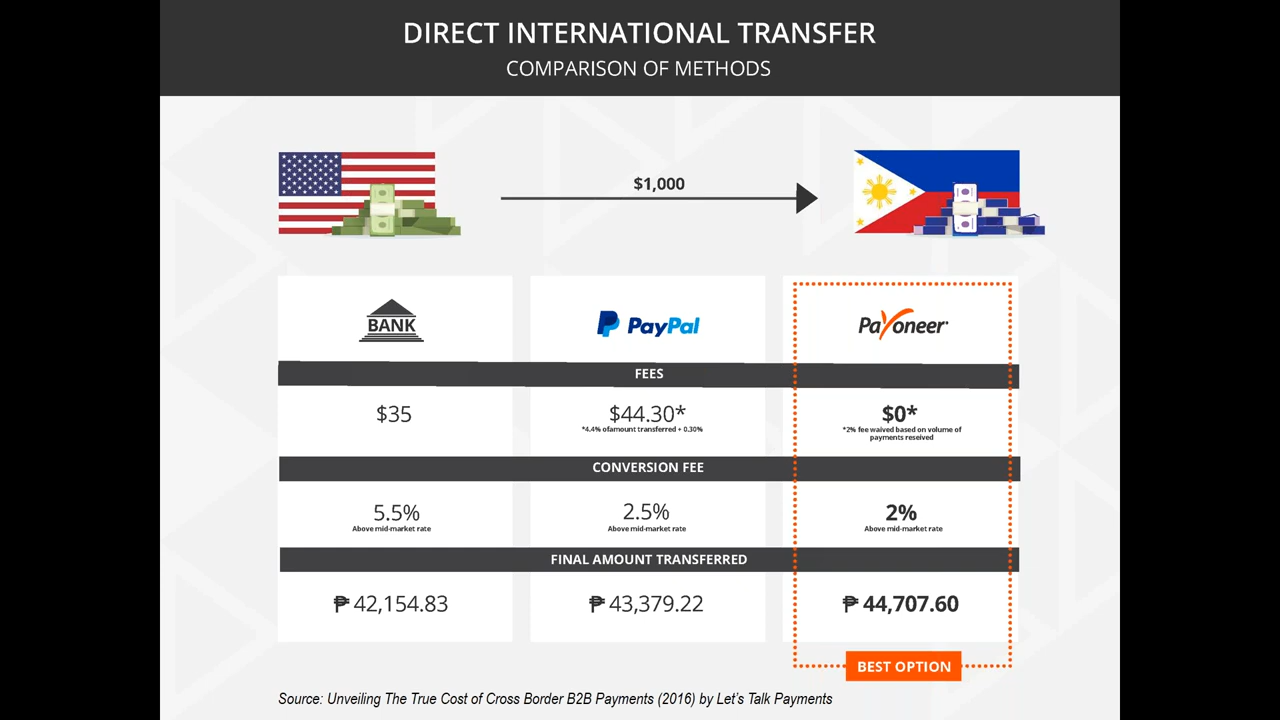 DIRECT INTERNATIONAL TRANSFER
COMPARISON OF METHODS
$1,000
BANK
PayPal
Payoneer
FEES
$35
$44.30*
*4.4% ofamount transferred + 0.30%
$0*
*2% fee waived based on volume of
payments reseived
CONVERSION FEE
5.5%
Above mid-market rate
2.5%
Above mid-market rate
2%
Above mid-market rate
FINAL AMOUNT TRANSFERRED
₱ 42,154.83
₱ 43,379.22
₱ 44,707.60
BEST OPTION
Source: Unveiling The True Cost of Cross Border B2B Payments (2016) by Let's Talk Payments